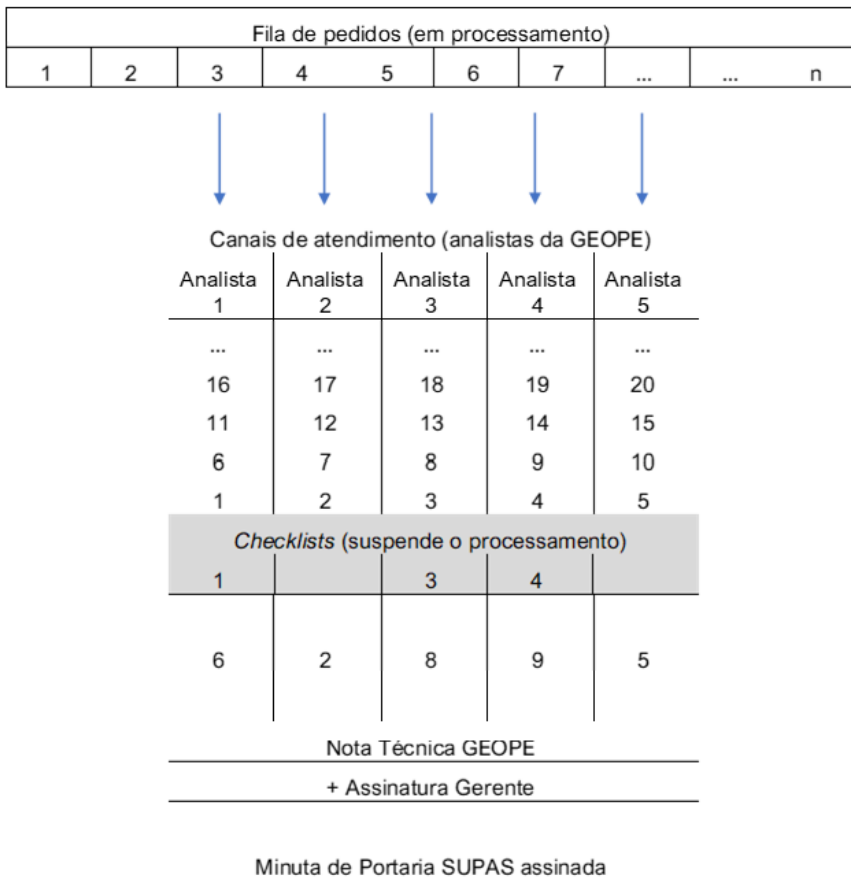 Fila de pedidos (em processamento)
1 2 3 4 5 6 7 ... ... n
Canais de atendimento (analistas da GEOPE)
Analista Analista Analista Analista Analista
1 2 3 4 5
... ... ... ... ...
16 17 18 19 20
11 12 13 14 15
6 7 8 9 10
1 2 3 4 5
Checklists (suspende o processamento)
1 3 4
6 2 8 9 5
Nota Técnica GEOPE
+ Assinatura Gerente
Minuta de Portaria SUPAS assinada